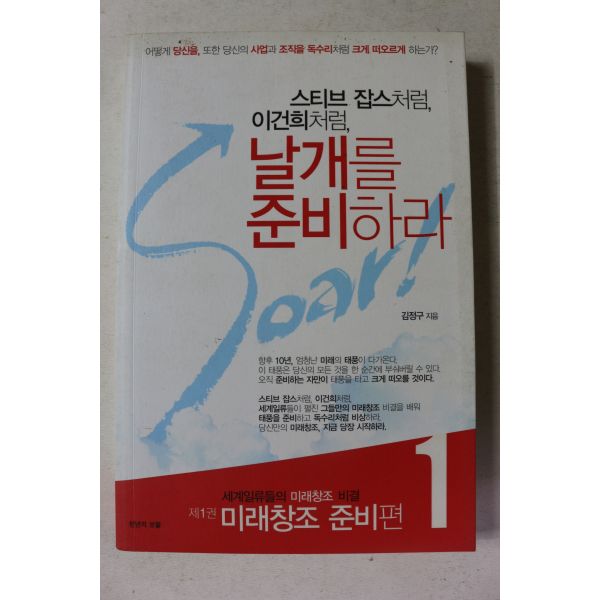 어떻게 당신을, 또한 당신의 사업과 조직을 독수리처럼 크게 떠오르게 하는가?
스티브 잡스처럼,
이건희처럼,
날개를
준비하라
Soar!
김정구 지음
향후 10년, 엄청난 미래의 태풍이 다가온다.
이 태풍은 당신의 모든 것을 한 순간에 부숴버릴 수 있다.
오직 준비하는 자만이 태풍을 타고 크게 떠오를 것이다.
스티브 잡스처럼, 이건희처럼,
세계일류들이 펼친 그들만의 미래창조 비결을 배워
태풍을 준비하고 독수리처럼 비상하라.
당신만의 미래창조, 지금 당장 시작하라.
세계일류들의 미래창조 비결
제1권 미래창조 준비편
1